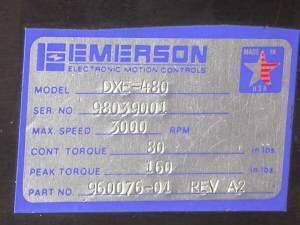 EMERSON
ELECTRONIC MOTION CONTROLS
MADE IN
USA
MODEL DXE-480
SER. NO 98039001
MAX. SPEED 3000 RPM
CONT TORQUE 80 in lbs.
PEAK TORQUE 160 in lbs.
PART NO. 960076-01 REV A2